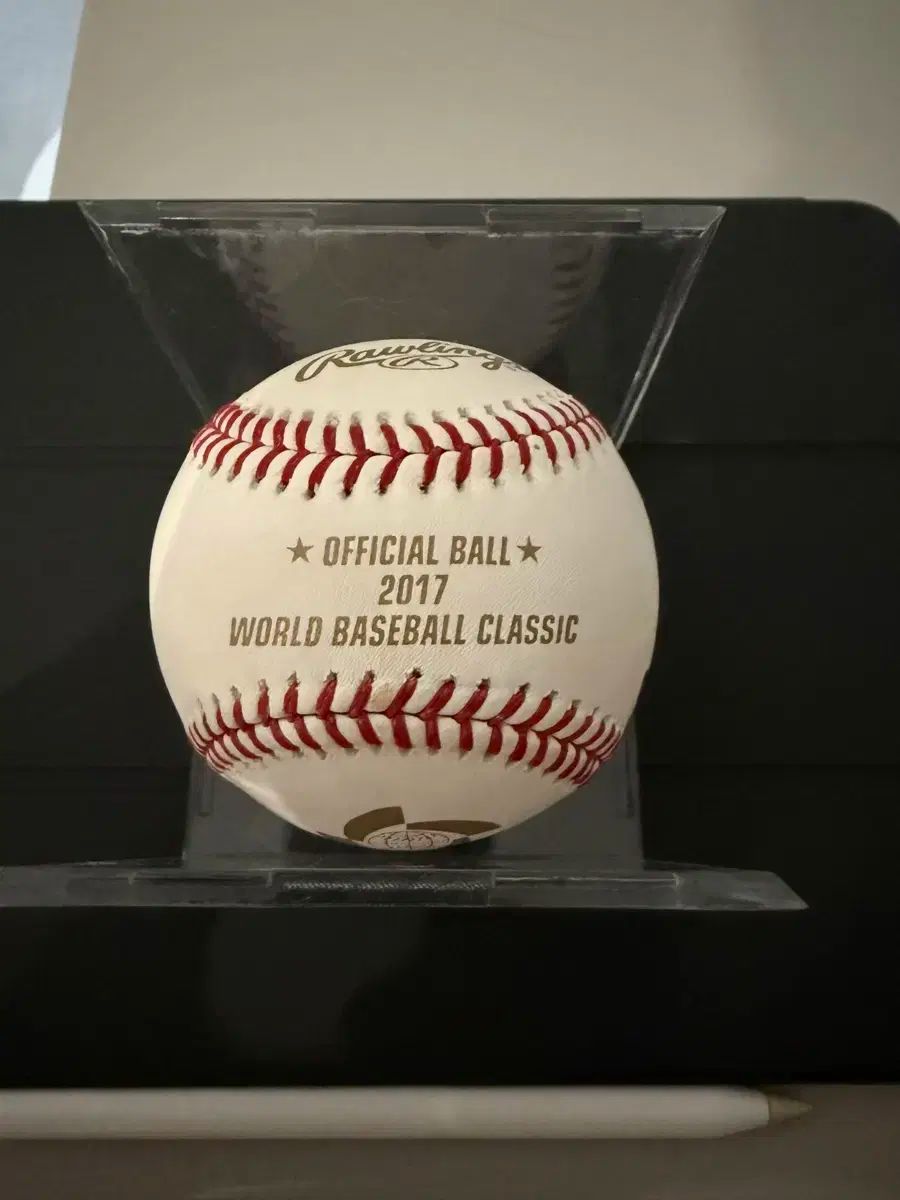 Rawlings
R
★ OFFICIAL BALL ★
2017
WORLD BASEBALL CLASSIC